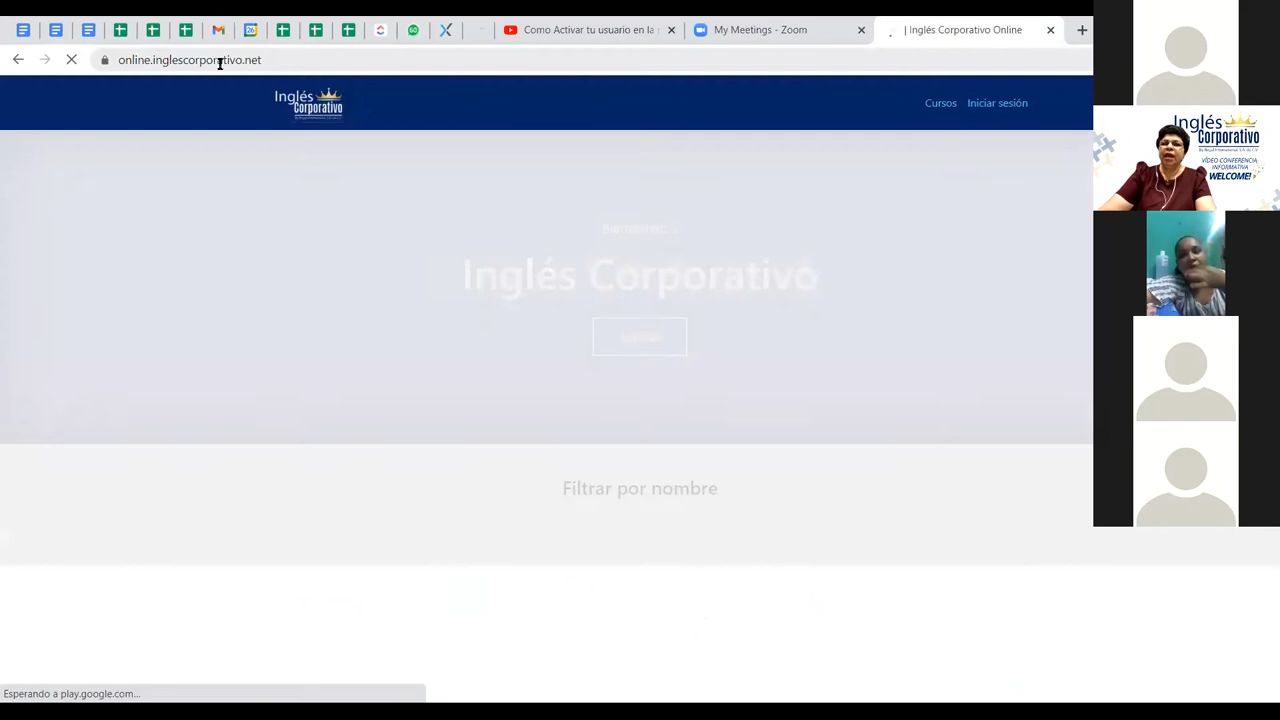 Como Activar tu usuario en la p
My Meetings - Zoom
| Inglés Corporativo Online
online.inglescorporativo.net
Inglés
Corporativo
Cursos
Iniciar sesión
Inglés Corporativo
Filtrar por nombre
Esperando a play.google.com...
Inglés
Corporativo
VÍDEO CONFERENCIA
INFORMATIVA
WELCOME!